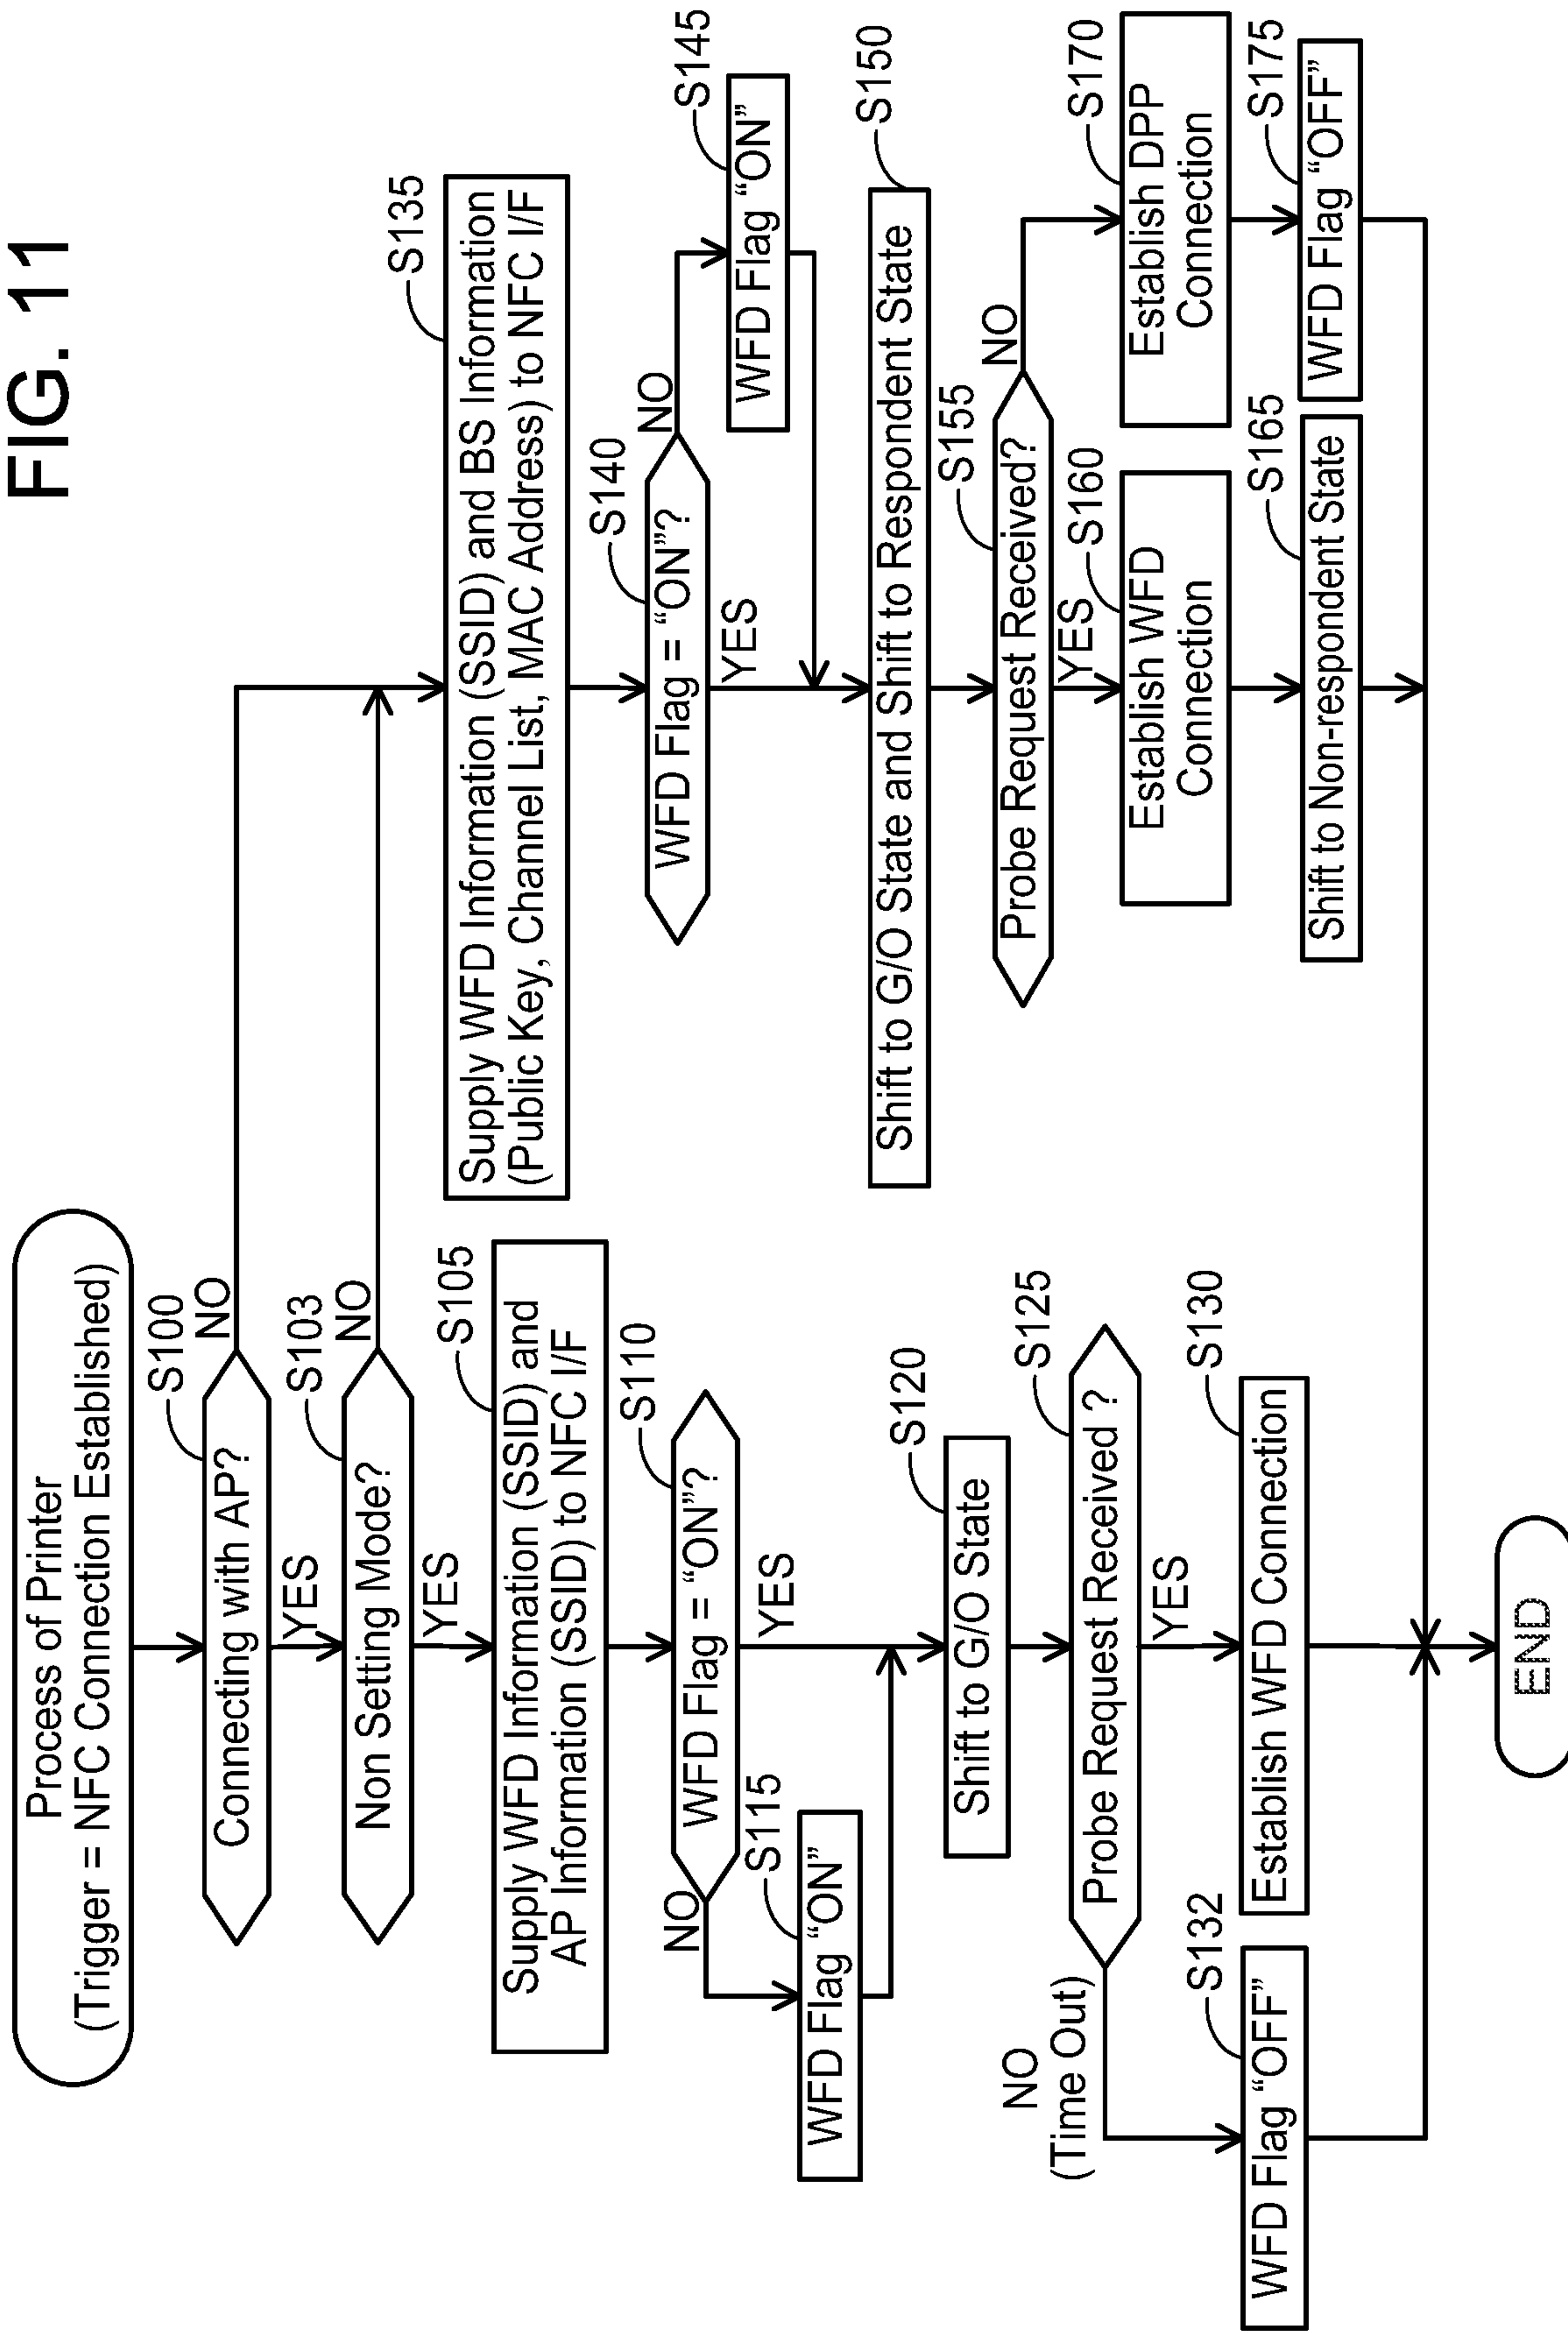 FIG. 11
Process of Printer
(Trigger = NFC Connection Established)
S100
Connecting with AP?
NO
YES
S103
Non Setting Mode?
NO
YES
S105
Supply WFD Information (SSID) and
AP Information (SSID) to NFC I/F
S110
WFD Flag = “ON”?
NO
YES
S115
WFD Flag “ON”
S120
Shift to G/O State
S125
Probe Request Received ?
NO
(Time Out)
YES
S130
Establish WFD Connection
S132
WFD Flag “OFF”
S135
Supply WFD Information (SSID) and BS Information
(Public Key, Channel List, MAC Address) to NFC I/F
S140
WFD Flag = “ON”?
NO
YES
S145
WFD Flag “ON”
S150
Shift to G/O State and Shift to Respondent State
S155
Probe Request Received?
NO
YES
S160
Establish WFD
Connection
S165
Shift to Non-respondent State
S170
Establish DPP
Connection
S175
WFD Flag “OFF”
END